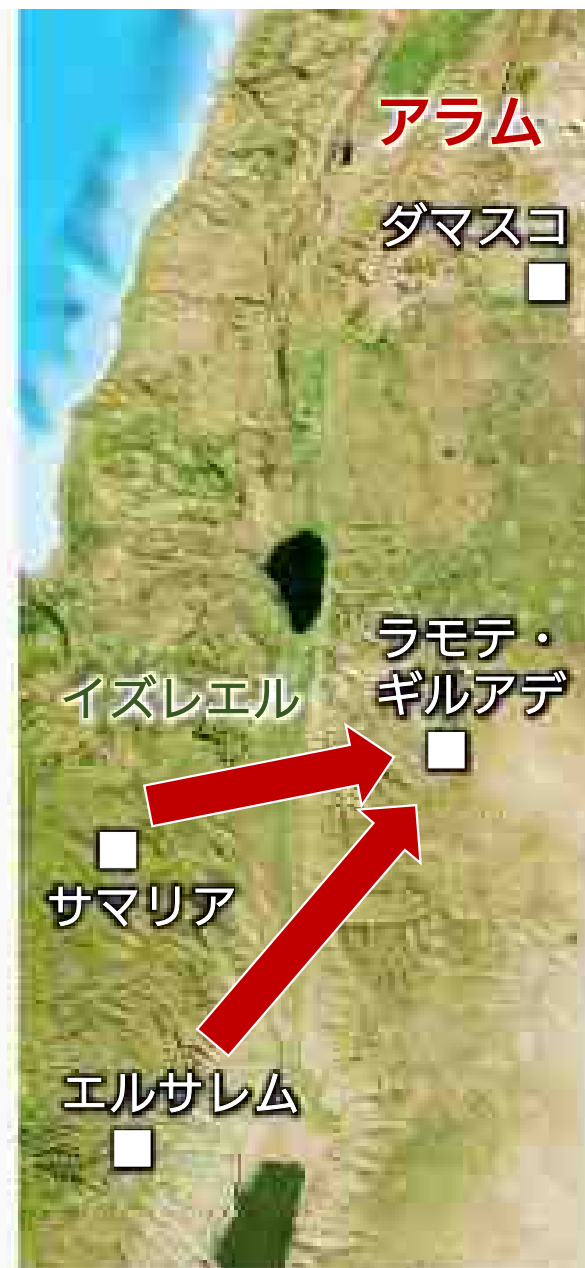 アラム
ダマスコ
ラモテ・
ギルアデ
イズレエル
サマリア
エルサレム